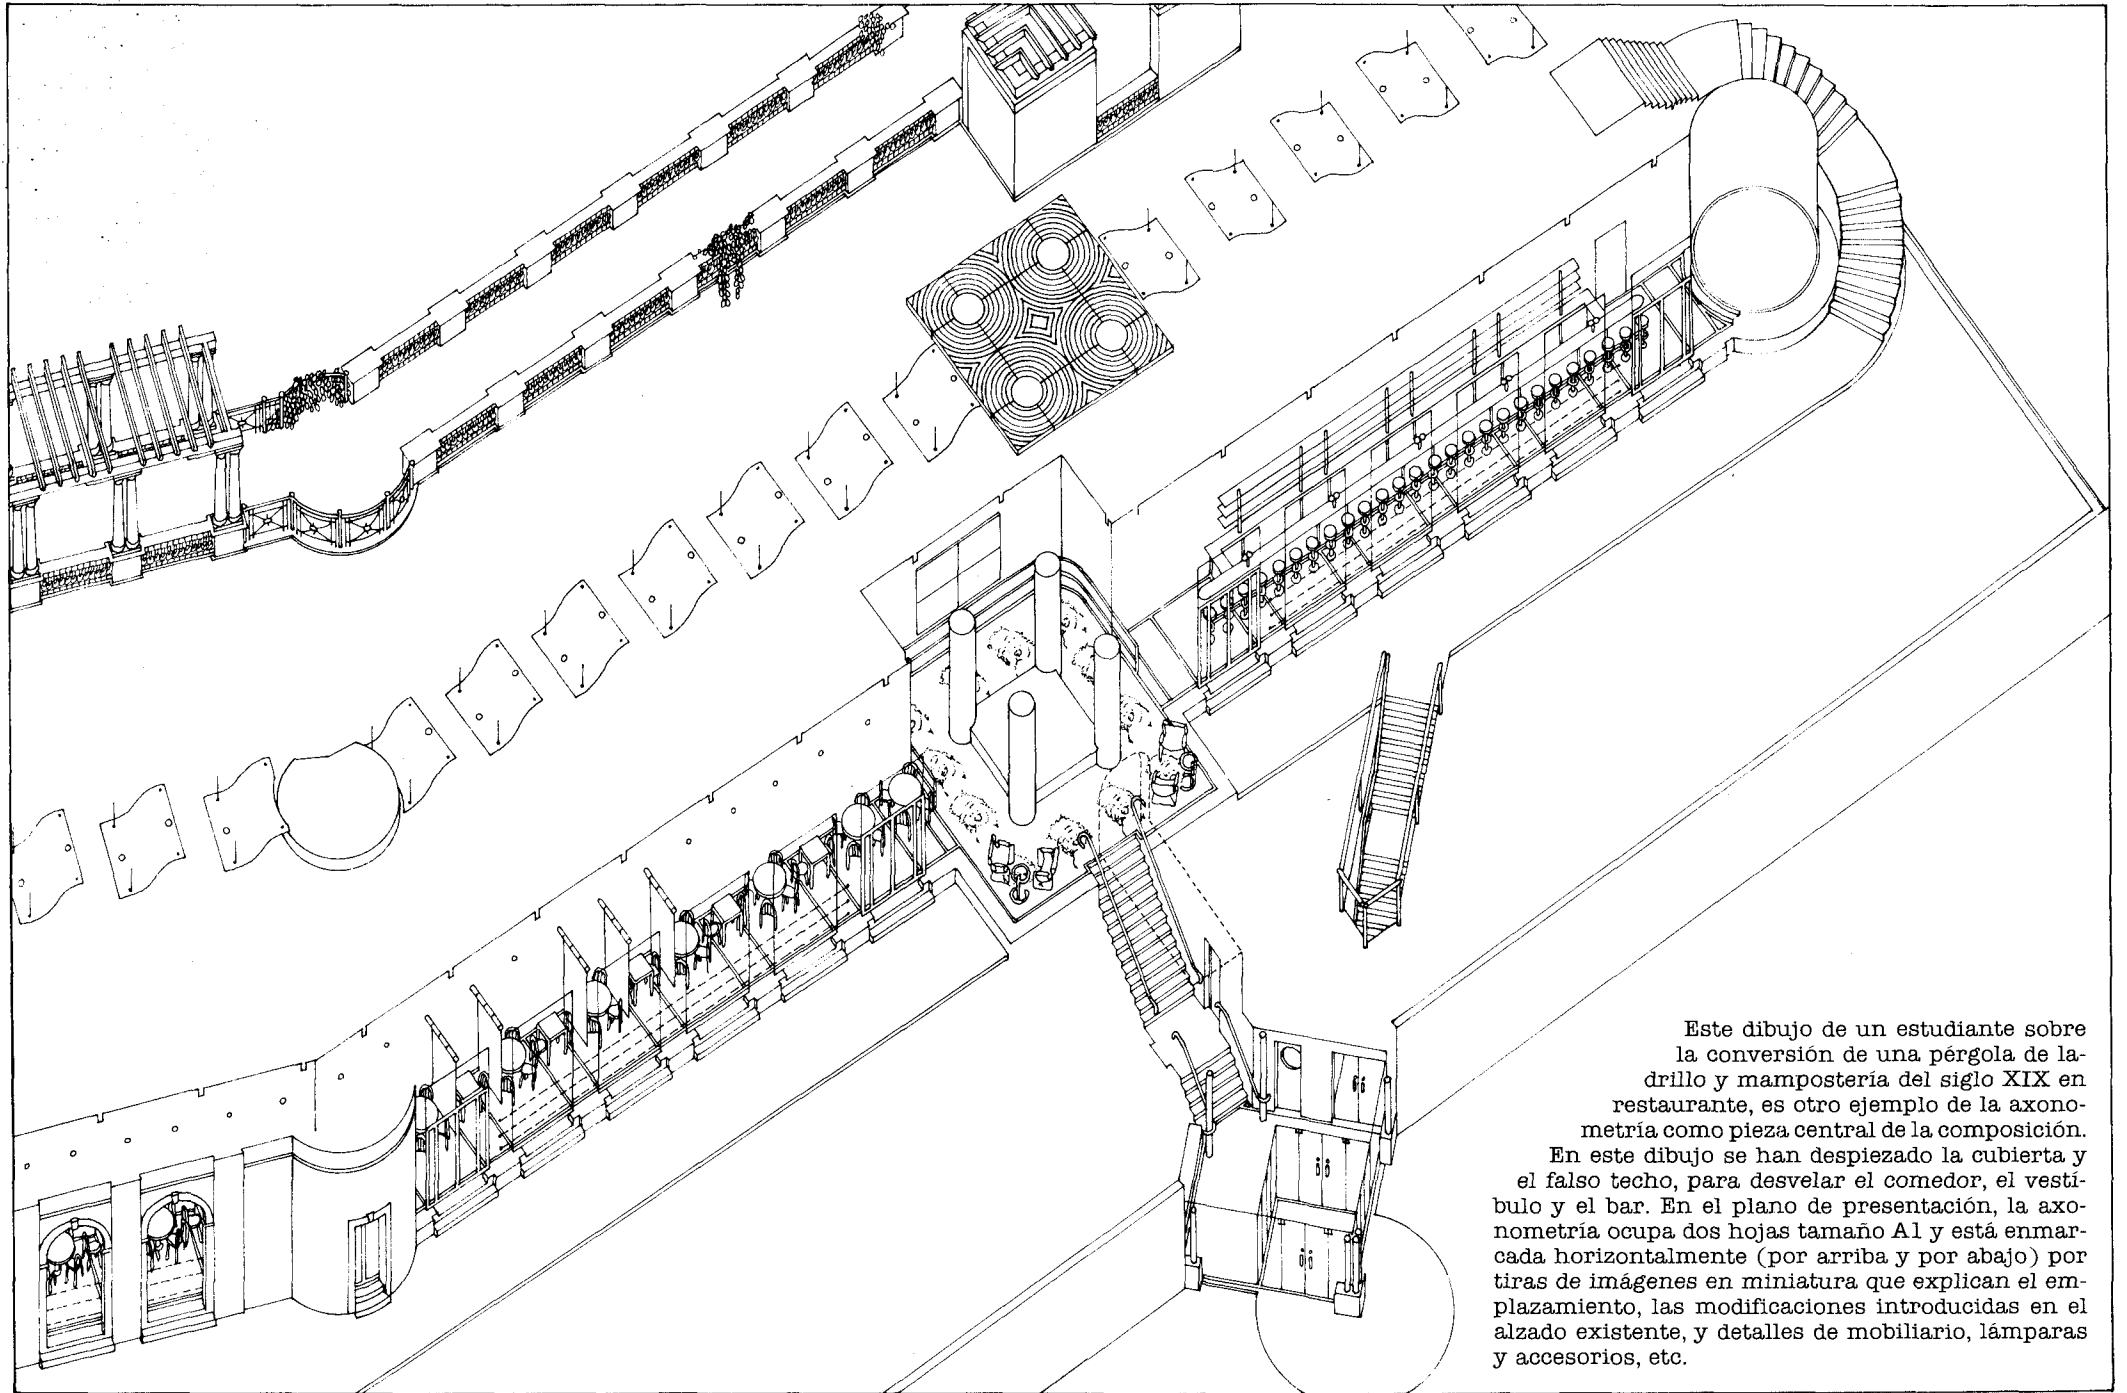 Este dibujo de un estudiante sobre
la conversión de una pérgola de la-
drillo y mampostería del siglo XIX en
restaurante, es otro ejemplo de la axono-
metría como pieza central de la composición.
En este dibujo se han despiezado la cubierta y
el falso techo, para desvelar el comedor, el vestí-
bulo y el bar. En el plano de presentación, la axo-
nometría ocupa dos hojas tamaño A1 y está enmar-
cada horizontalmente (por arriba y por abajo) por
tiras de imágenes en miniatura que explican el em-
plazamiento, las modificaciones introducidas en el
alzado existente, y detalles de mobiliario, lámparas
y accesorios, etc.